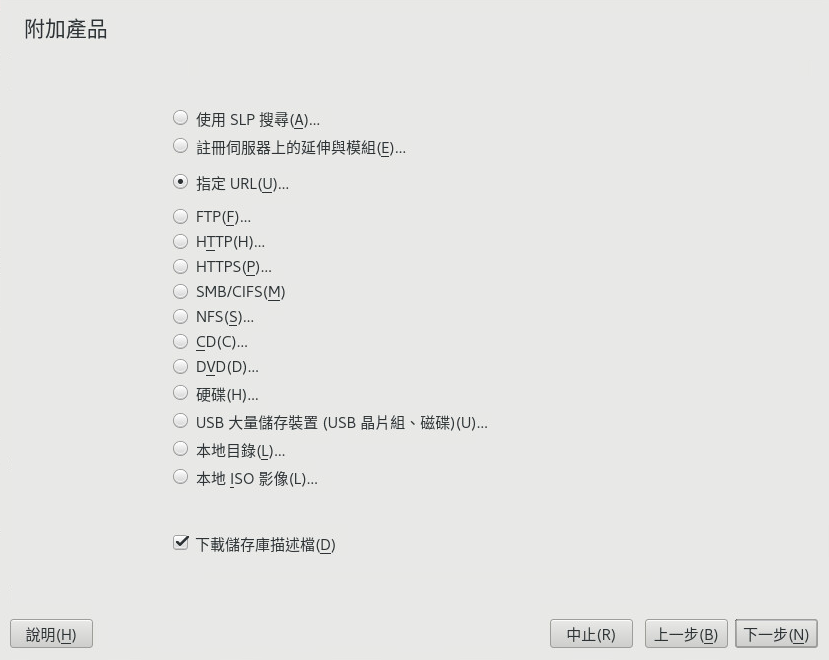 附加產品
使用 SLP 搜尋(A)...
註冊伺服器上的延伸與模組(E)...
指定 URL(U)...
FTP(F)...
HTTP(H)...
HTTPS(P)...
SMB/CIFS(M)
NFS(S)...
CD(C)...
DVD(D)...
硬碟(H)...
USB 大量儲存裝置 (USB 晶片組、磁碟)(U)...
本地目錄(L)...
本地 ISO 影像(L)...
下載儲存庫描述檔(D)
說明(H) 中止(R) 上一步(B) 下一步(N)